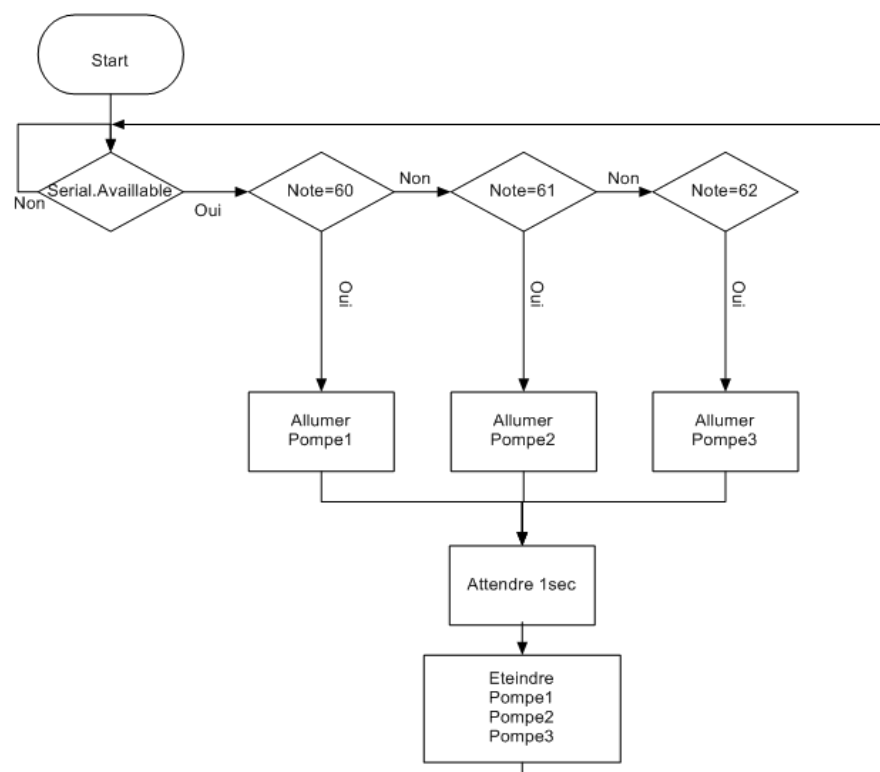 Start
Serial.Availlable
Non
Oui
Note=60
Non
Note=61
Non
Note=62
Oui
Oui
Oui
Allumer
Pompe1
Allumer
Pompe2
Allumer
Pompe3
Attendre 1sec
Eteindre
Pompe1
Pompe2
Pompe3